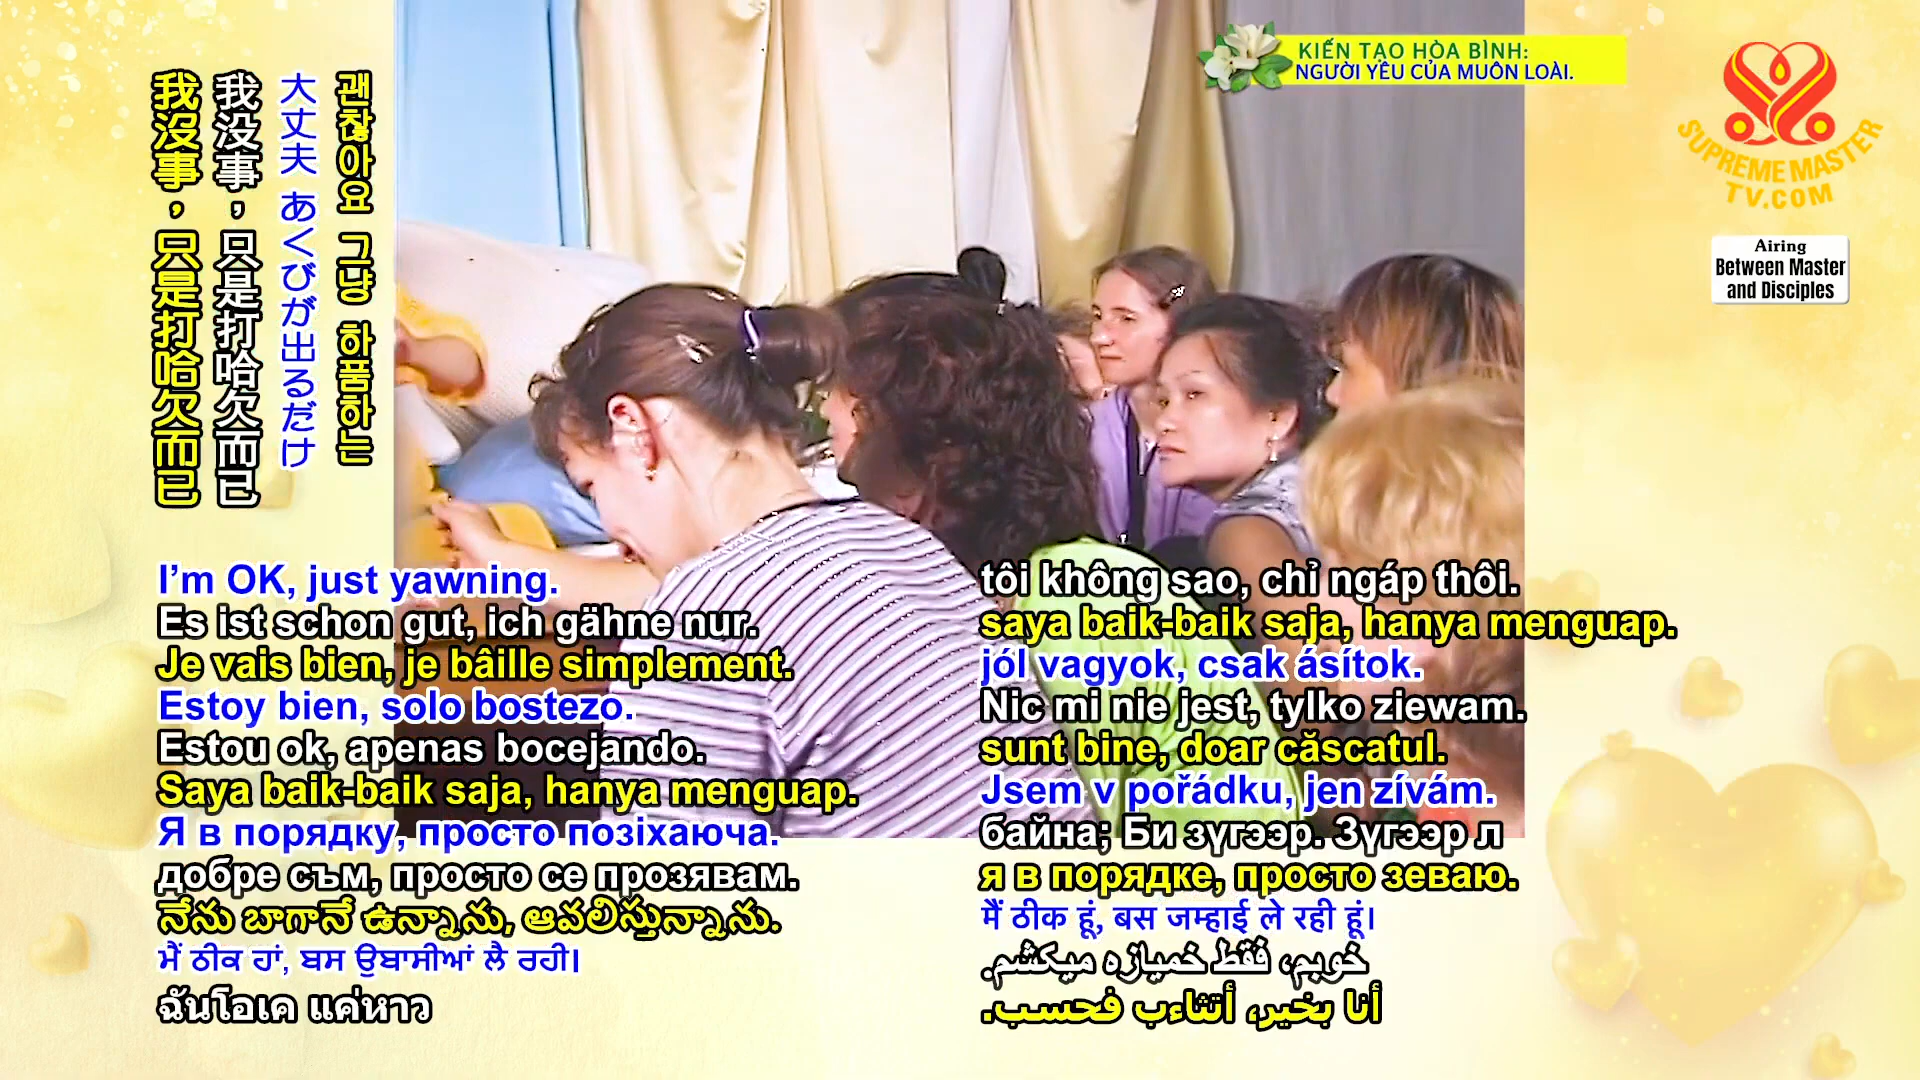 KIẾN TẠO HÒA BÌNH:
NGƯỜI YÊU CỦA MUÔN LOÀI.
SUPREME MASTER
TV.COM
Airing
Between Master
and Disciples
괜찮아요 그냥 하품하는
大丈夫 あくびが出るだけ
我没事，只是打哈欠而已
我沒事，只是打哈欠而已
I’m OK, just yawning.
Es ist schon gut, ich gähne nur.
Je vais bien, je bâille simplement.
Estoy bien, solo bostezo.
Estou ok, apenas bocejando.
Saya baik-baik saja, hanya menguap.
Я в порядку, просто позіхаюча.
добре съм, просто се прозявам.
నేను బాగానే ఉన్నాను, ఆవలిస్తున్నాను.
ਮੈਂ ਠੀਕ ਹਾਂ, ਬਸ ਉਬਾਸੀਆਂ ਲੈ ਰਹੀ।
ฉันโอเค แค่หาว
tôi không sao, chỉ ngáp thôi.
saya baik-baik saja, hanya menguap.
jól vagyok, csak ásítok.
Nic mi nie jest, tylko ziewam.
sunt bine, doar căscatul.
Jsem v pořádku, jen zívám.
байна; Би зүгээр. Зүгээр л
я в порядке, просто зеваю.
मैं ठीक हूं, बस जम्हाई ले रही हूं।
خوبم، فقط خمیازه میکشم.
أنا بخير، أتثاءب فحسب.